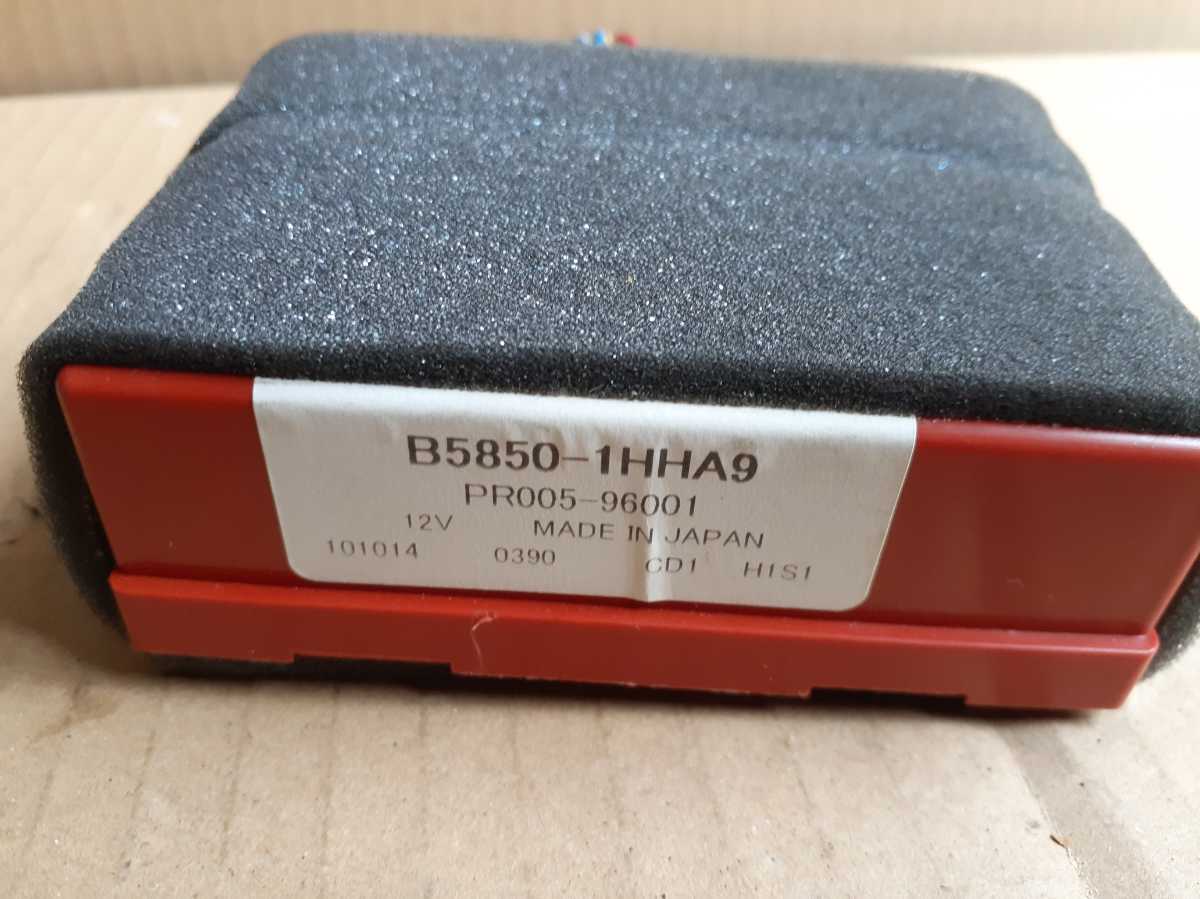 B5850-1HHA9
PR005-96001
12V MADE IN JAPAN
101014 0390 CD1 H1S1